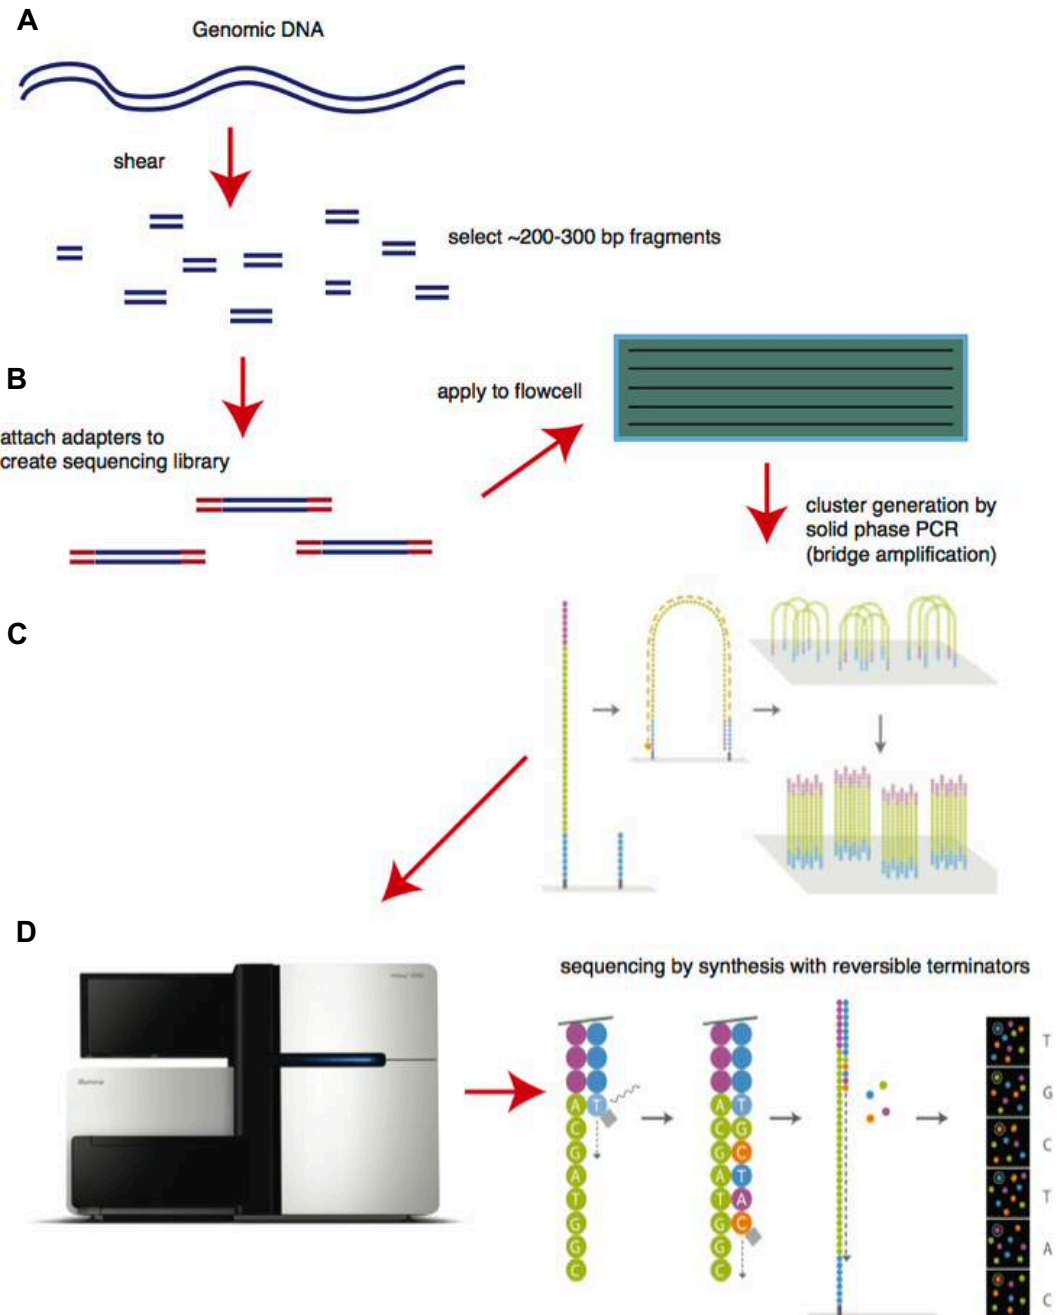 A
Genomic DNA
shear
select ~200-300 bp fragments
B
apply to flowcell
attach adapters to
create sequencing library
cluster generation by
solid phase PCR
(bridge amplification)
C
D
sequencing by synthesis with reversible terminators
A T
C
G
A
T
G
G
C
A T
C G
G C
A T
T A
G C
G
C
T
G
C
T
A
C